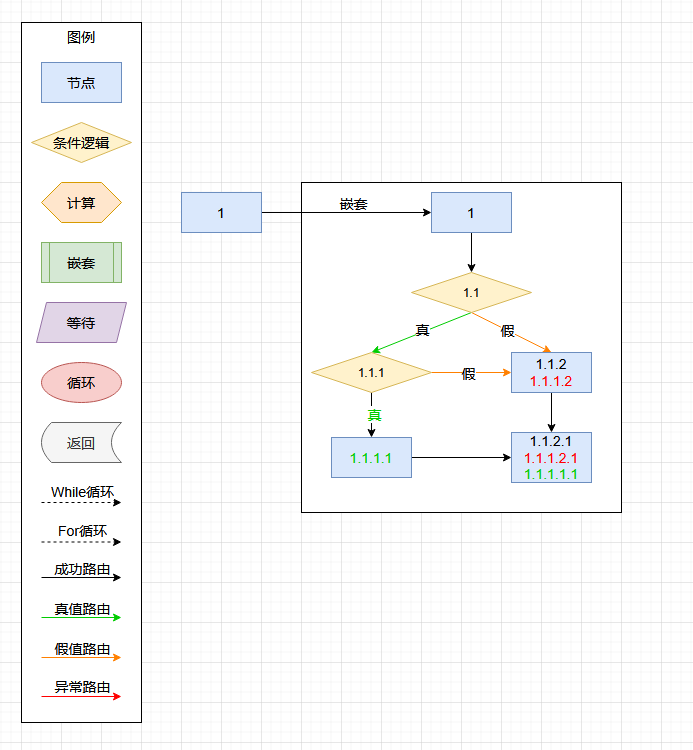 图例
节点
条件逻辑
计算
嵌套
等待
循环
返回
While循环
For循环
成功路由
真值路由
假值路由
异常路由
1
嵌套
1
1.1
真
假
1.1.1
假
1.1.2
1.1.1.2
真
1.1.1.1
1.1.2.1
1.1.1.2.1
1.1.1.1.1